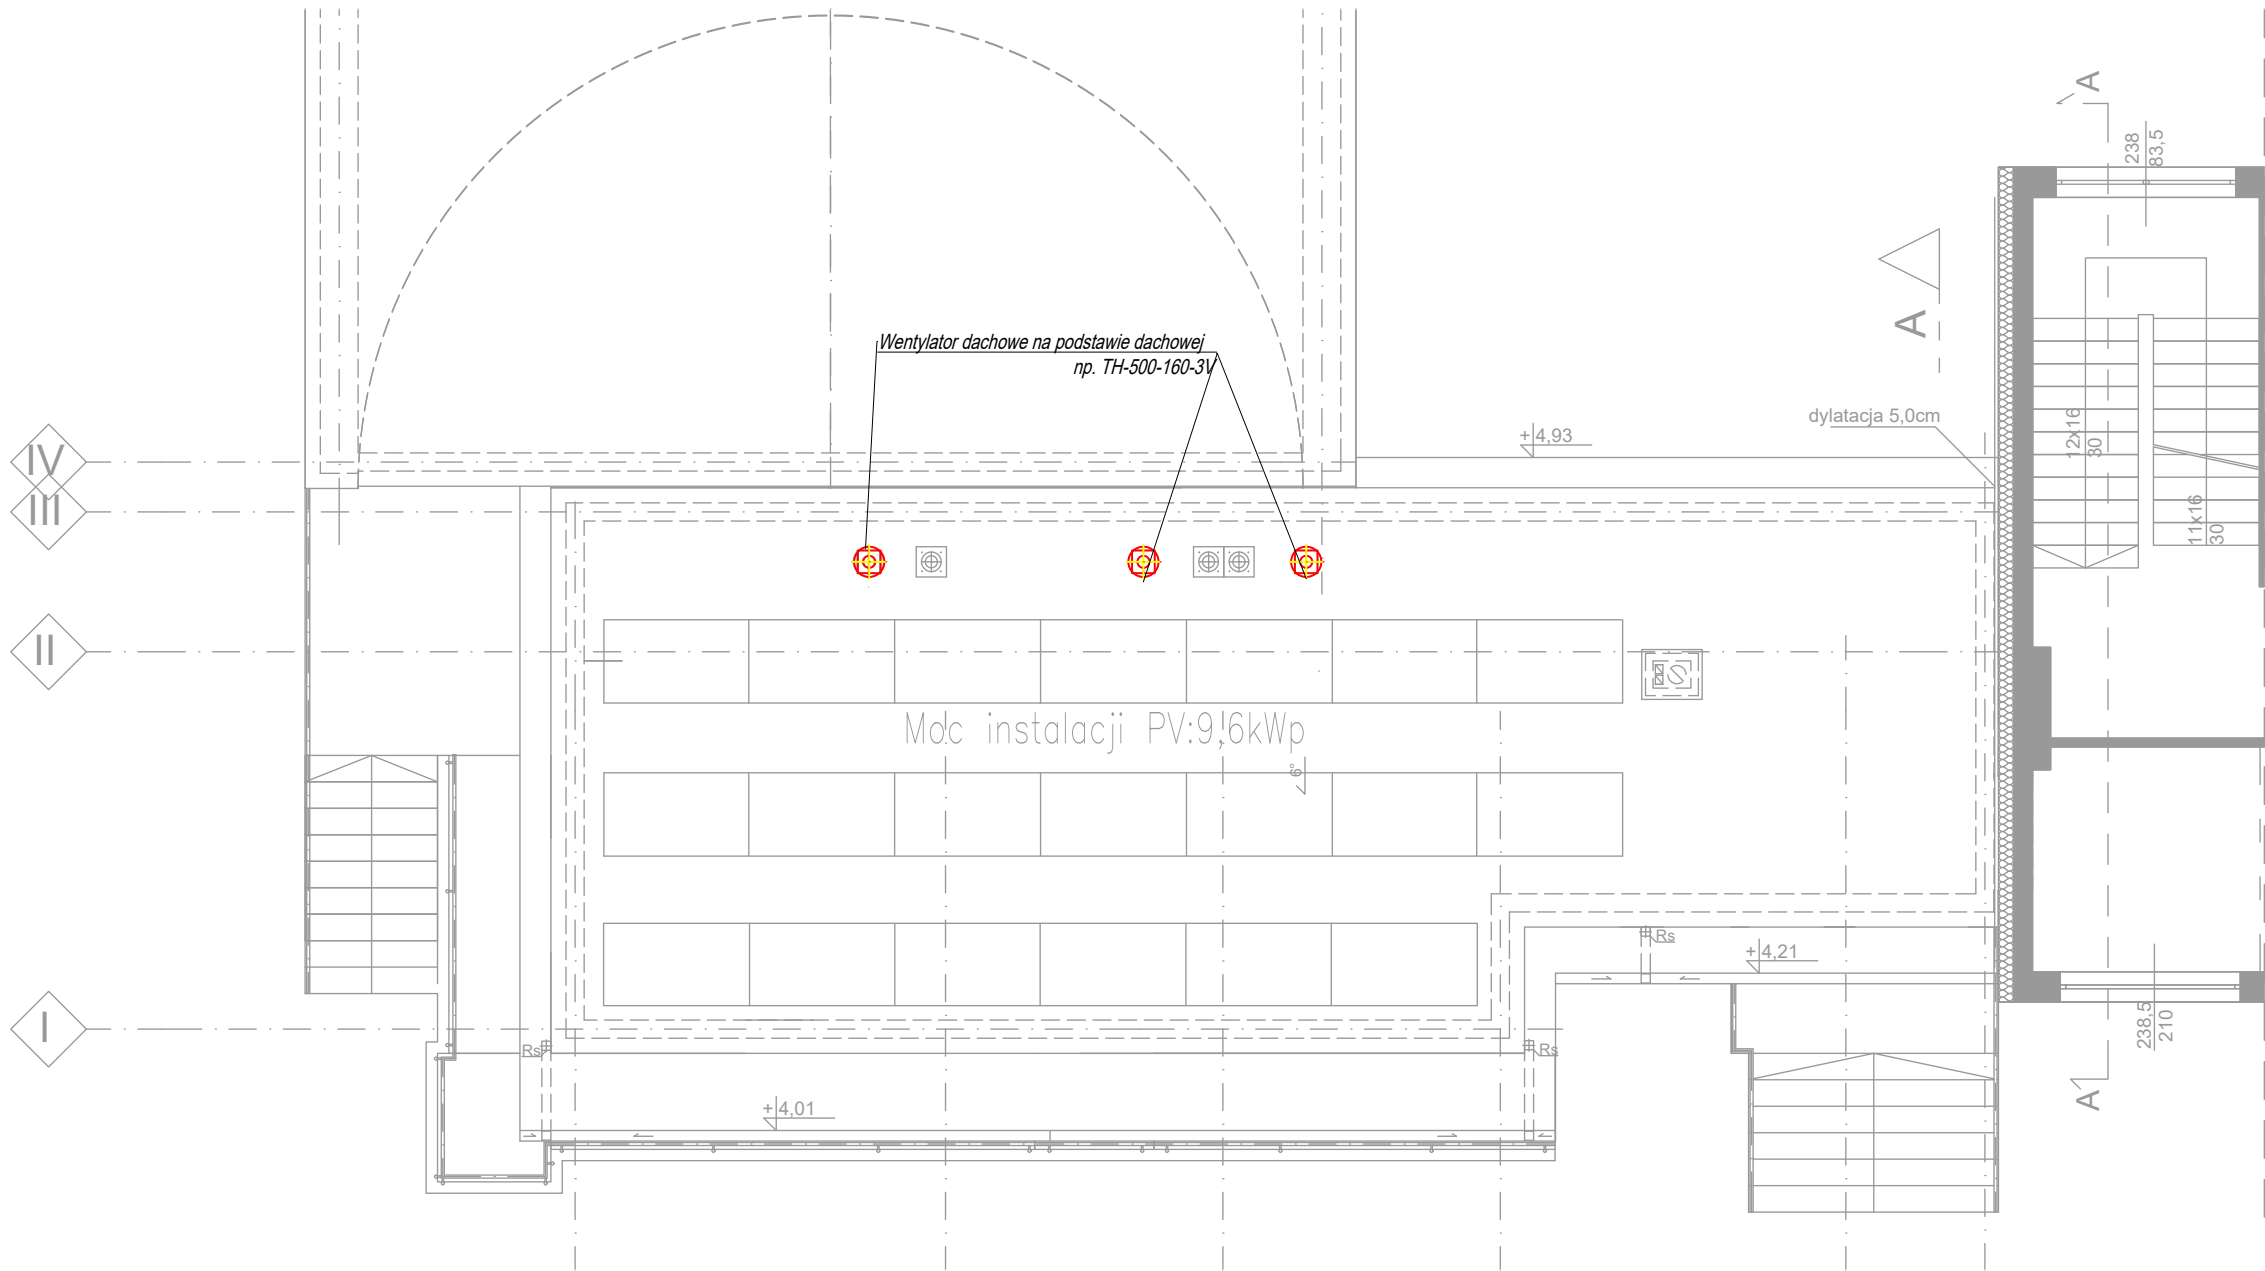 A
238
83,5
A
Wentylator dachowe na podstawie dachowej
np. TH-500-160-3V
dylatacja 5,0cm
+4,93
12x16
30
IV
III
11x16
30
II
Moc instalacji PV:9,6kWp
6°
Rs
+4,21
I
238,5
210
Rs
Rs
+4,01
A